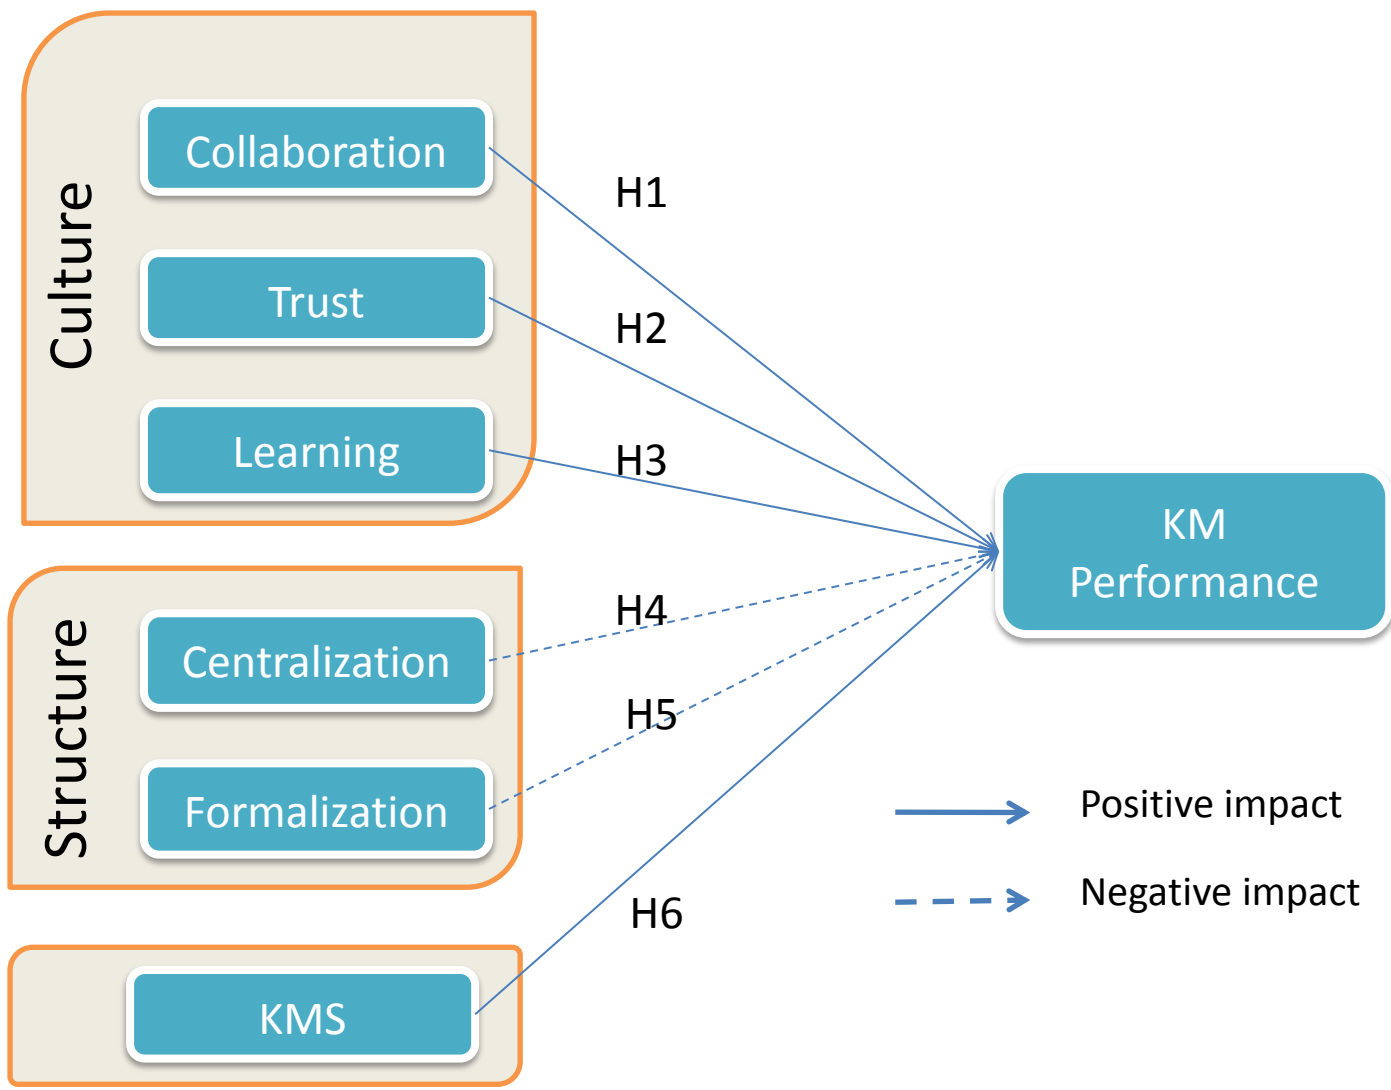 Culture
Collaboration
Trust
Learning
Structure
Centralization
Formalization
KMS
H1
H2
H3
H4
H5
H6
KM
Performance
Positive impact
Negative impact